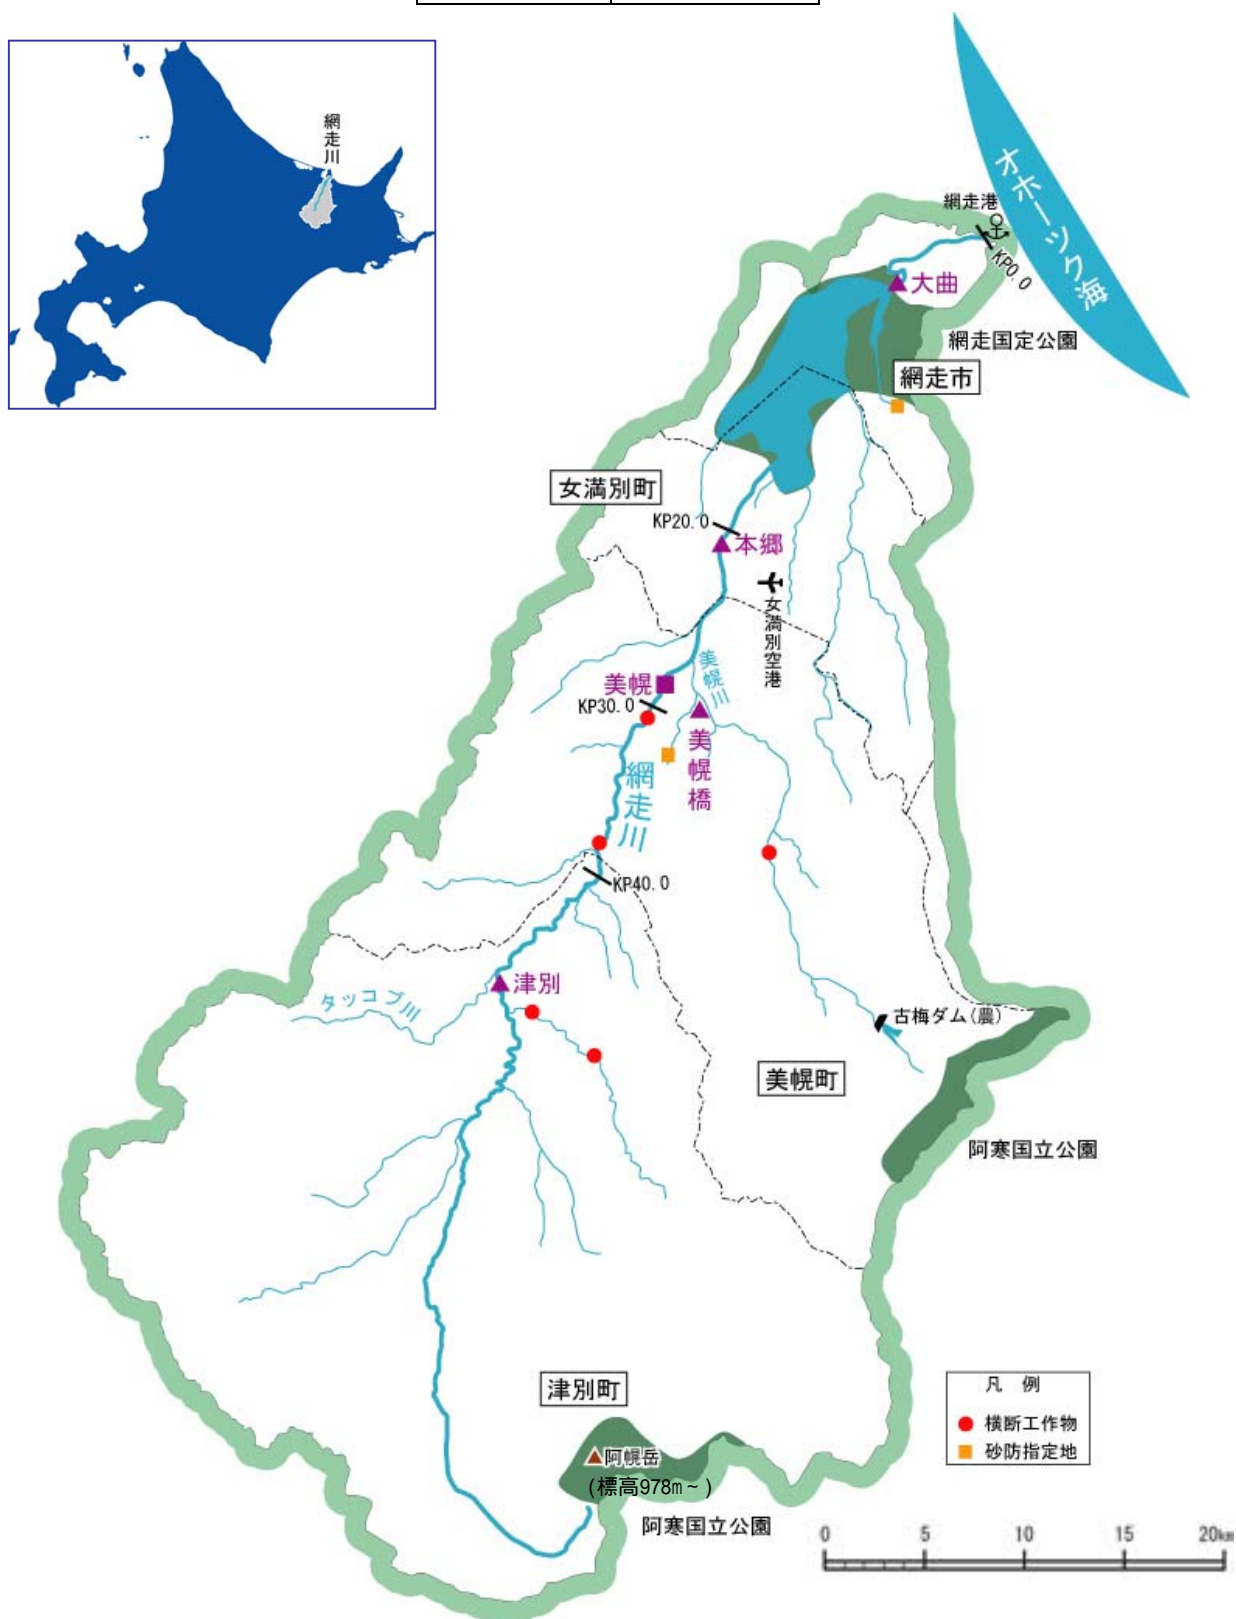 網走川
オホーツク海
網走港
KP0.0
大曲
網走国定公園
網走市
女満別町
KP20.0
本郷
女満別空港
美幌川
美幌
KP30.0
美幌橋
網走川
KP40.0
津別
タッコブ川
古梅ダム(農)
美幌町
阿寒国立公園
津別町
阿幌岳
(標高978m~)
阿寒国立公園
凡 例
横断工作物
砂防指定地
0 5 10 15 20km